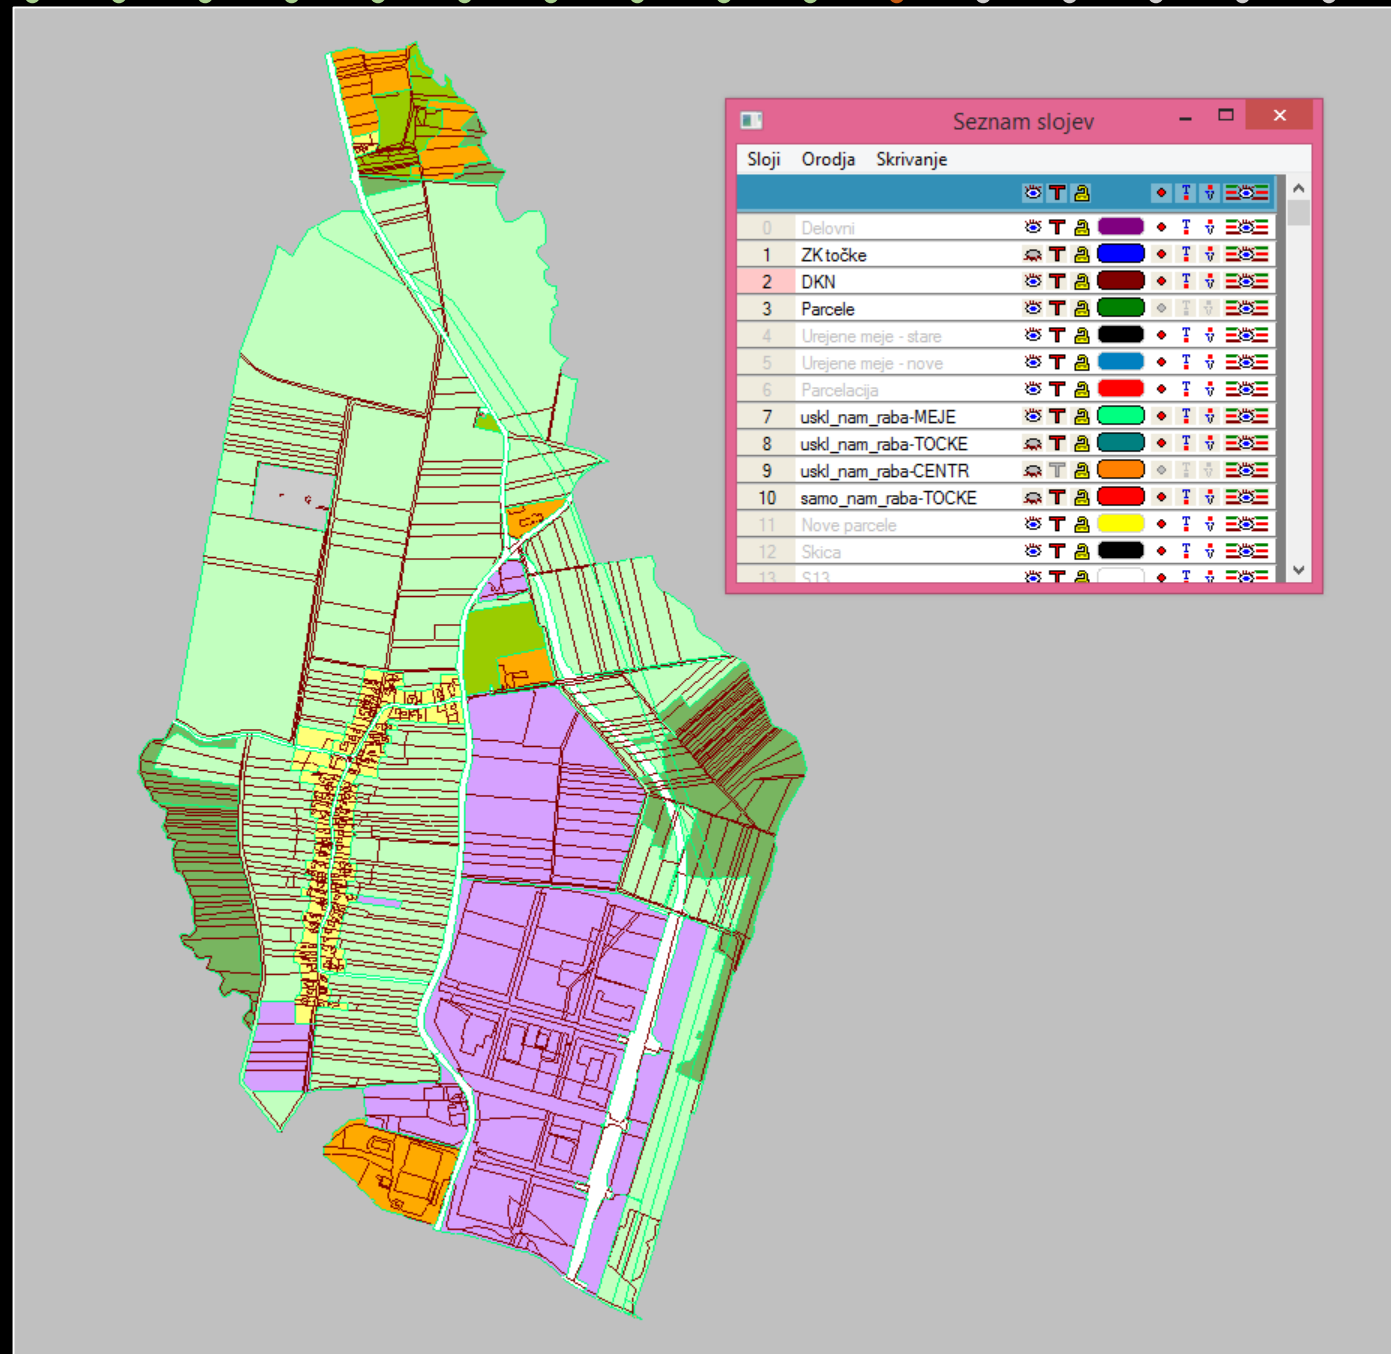 Seznam slojev
Sloji Orodja Skrivanje
0 Delovni
1 ZK točke
2 DKN
3 Parcele
4 Urejene meje - stare
5 Urejene meje - nove
6 Parcelacija
7 uskl_nam_raba-MEJE
8 uskl_nam_raba-TOCKE
9 uskl_nam_raba-CENTR
10 samo_nam_raba-TOCKE
11 Nove parcele
12 Skica
13 S13